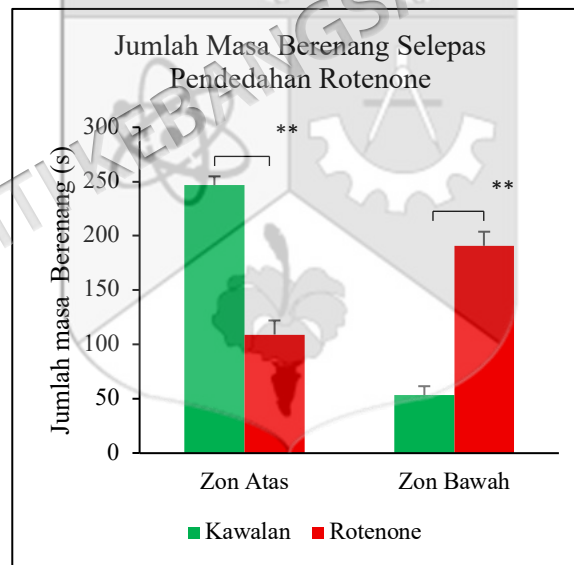 Jumlah Masa Berenang Selepas
Pendedahan Rotenone
Jumlah masa Berenang (s)
300
250
200
150
100
50
0
**
**
Zon Atas
Zon Bawah
Kawalan
Rotenone